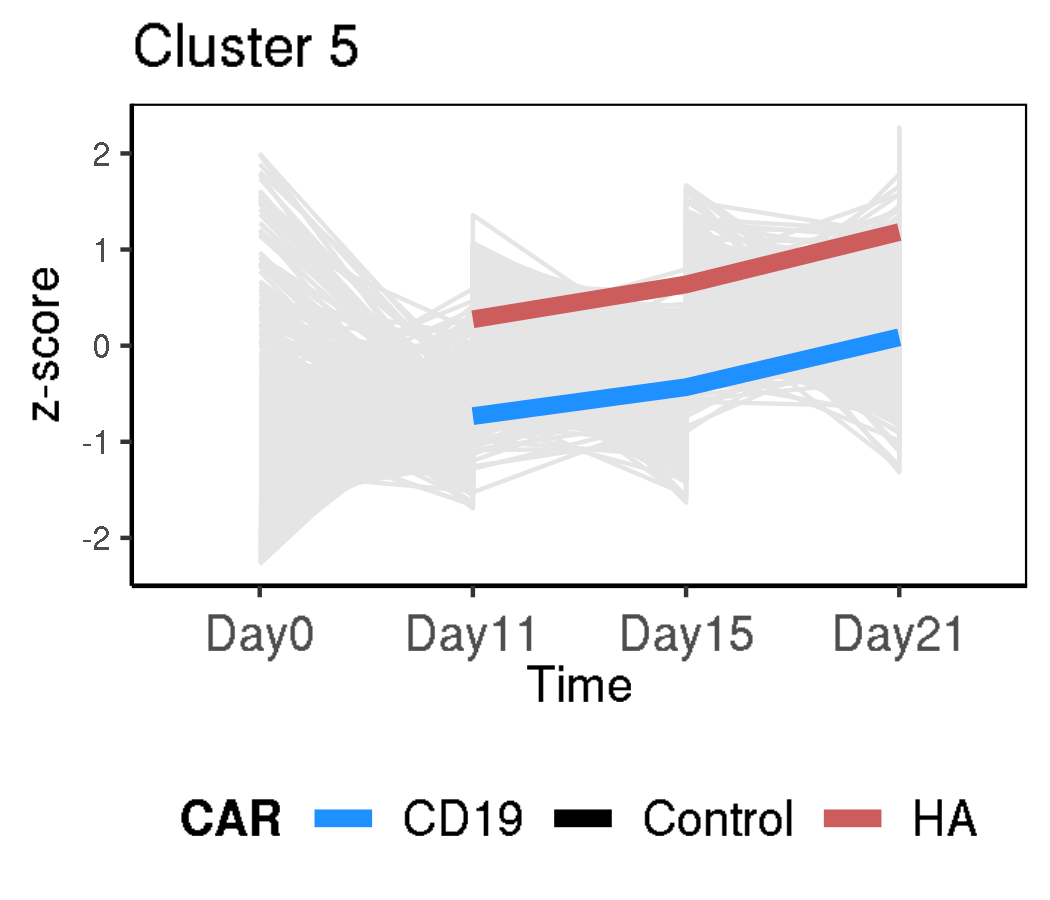 Cluster 5
2
1
0
-1
-2
z-score
Day0 Day11 Day15 Day21
Time
CAR CD19 Control HA